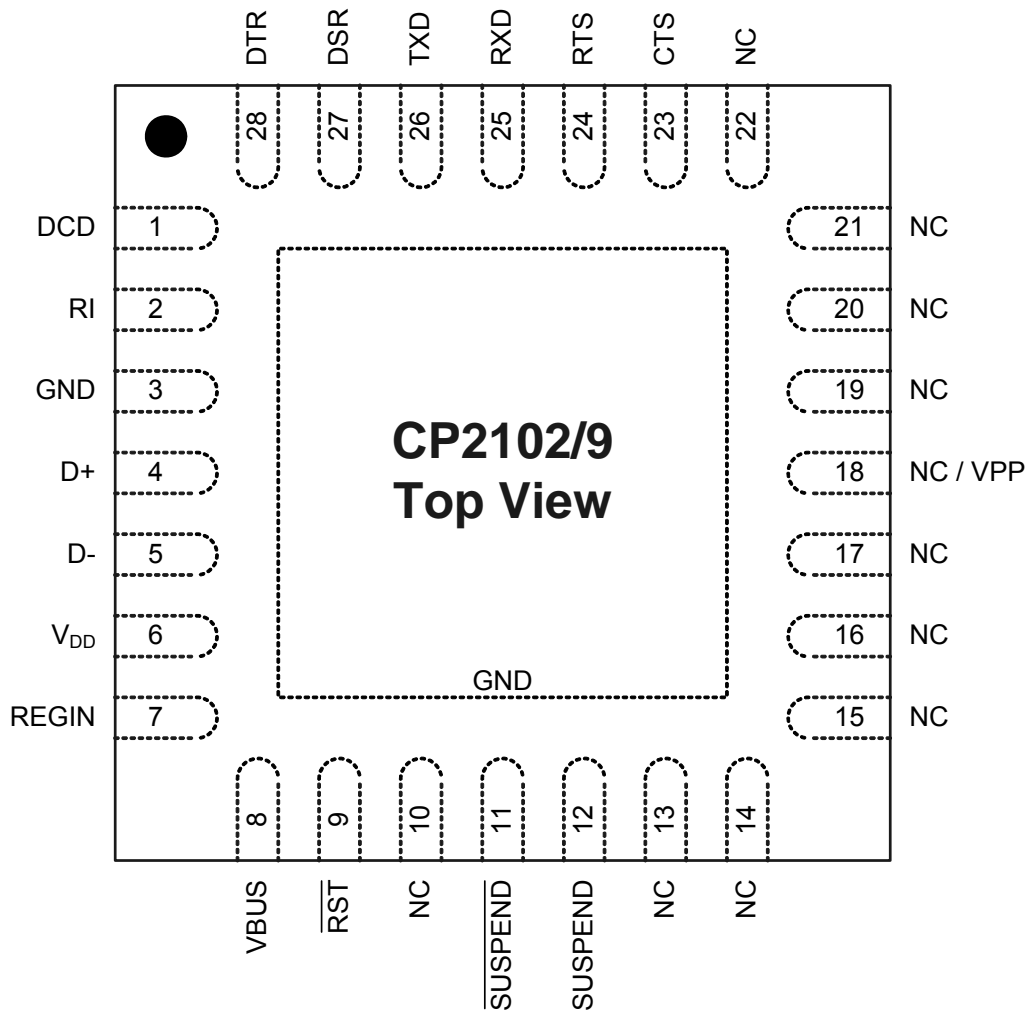 DTR
DSR
TXD
RXD
RTS
CTS
NC
28
27
26
25
24
23
22
DCD 1
RI 2
GND 3
D+ 4
D- 5
VDD 6
REGIN 7
CP2102/9
Top View
GND
21 NC
20 NC
19 NC
18 NC / VPP
17 NC
16 NC
15 NC
8
9
10
11
12
13
14
VBUS
R̅S̅T̅
NC
S̅U̅S̅P̅E̅N̅D̅
SUSPEND
NC
NC